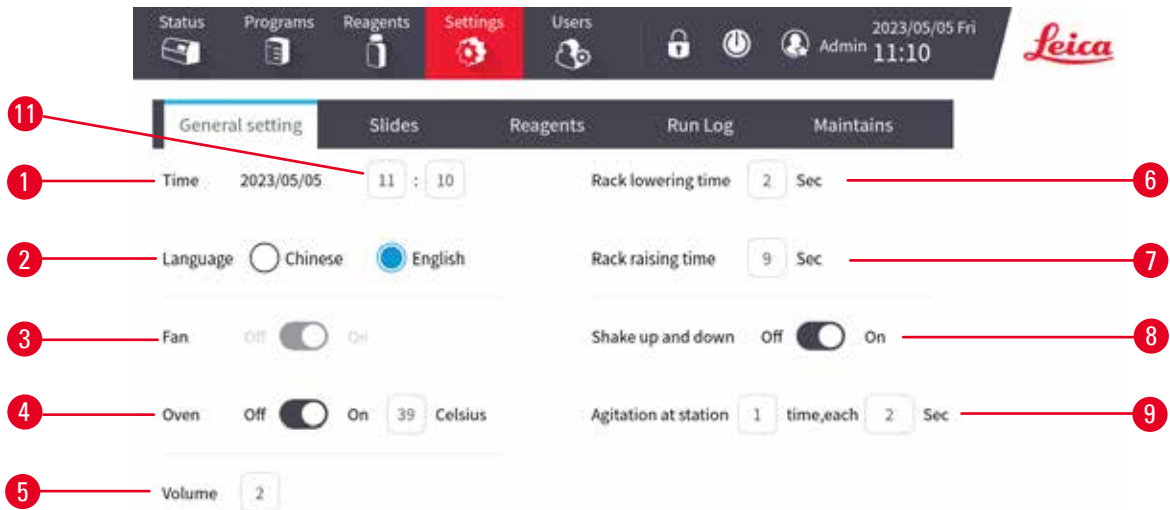 Status Programs Reagents Settings Users
Admin 2023/05/05 Fri
11:10
Leica
General setting Slides Reagents Run Log Maintains
11
1 Time 2023/05/05 11 : 10 Rack lowering time 2 Sec 6
2 Language Chinese English Rack raising time 9 Sec 7
3 Fan Off On Shake up and down Off On 8
4 Oven Off On 39 Celsius Agitation at station 1 time,each 2 Sec 9
5 Volume 2